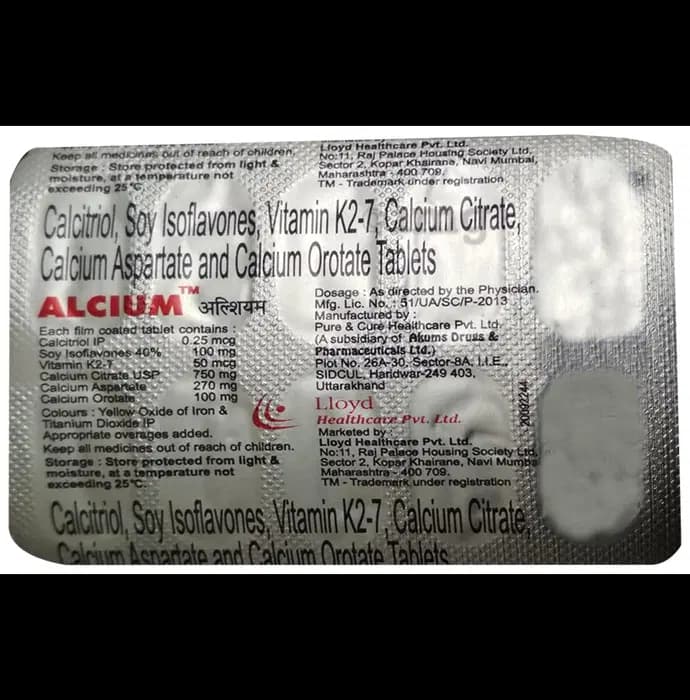 Keep all medicines out of reach of children.
Storage : Store protected from light &
moisture, at a temperature not
exceeding 25°C.
Lloyd Healthcare Pvt. Ltd.
No:11, Raj Palace Housing Society Ltd,
Sector 2, Kopar Khairane, Navi Mumbai,
Maharashtra - 400 709.
TM - Trademark under registration
Calcitriol, Soy Isoflavones, Vitamin K2-7, Calcium Citrate,
Calcium Aspartate and Calcium Orotate Tablets
ALCIUM™ अल्शियम
Each film coated tablet contains :
Calcitriol IP 0.25 mcg
Soy Isoflavones 40% 100 mg
Vitamin K2-7 50 mcg
Calcium Citrate USP 750 mg
Calcium Aspartate 270 mg
Calcium Orotate 100 mg
Colours : Yellow Oxide of Iron &
Titanium Dioxide IP
Appropriate overages added.
Keep all medicines out of reach of children.
Storage : Store protected from light &
moisture, at a temperature not
exceeding 25°C.
Dosage : As directed by the Physician.
Mfg. Lic. No. : 51/UA/SC/P-2013
Manufactured by :
Pure & Cure Healthcare Pvt. Ltd.
(A subsidiary of Akums Drugs &
Pharmaceuticals Ltd.)
Plot No. 26A-30, Sector-8A, I.I.E.,
SIDCUL, Haridwar-249 403,
Uttarakhand
Lloyd
Healthcare Pvt. Ltd.
Marketed by :
Lloyd Healthcare Pvt. Ltd.
No:11, Raj Palace Housing Society Ltd,
Sector 2, Kopar Khairane, Navi Mumba
Maharashtra - 400 709.
TM - Trademark under registration
2092244
Calcitriol, Soy Isoflavones, Vitamin K2-7, Calcium Citrate,
Calcium Aspartate and Calcium Orotate Tablets